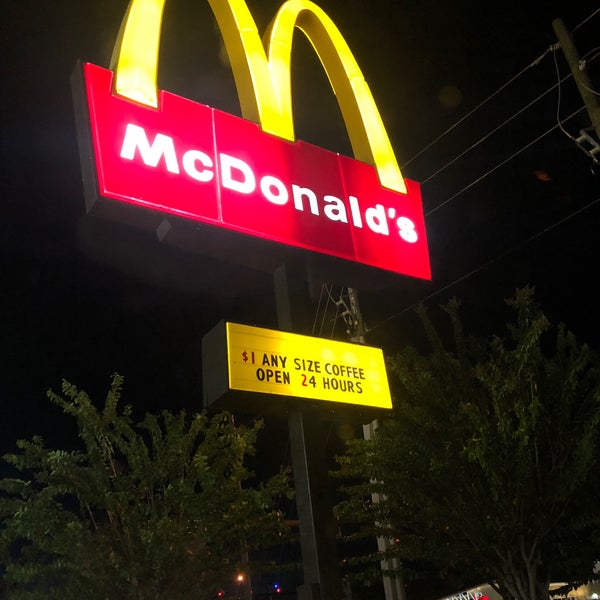 McDonald's
$1 ANY SIZE COFFEE
OPEN 24 HOURS